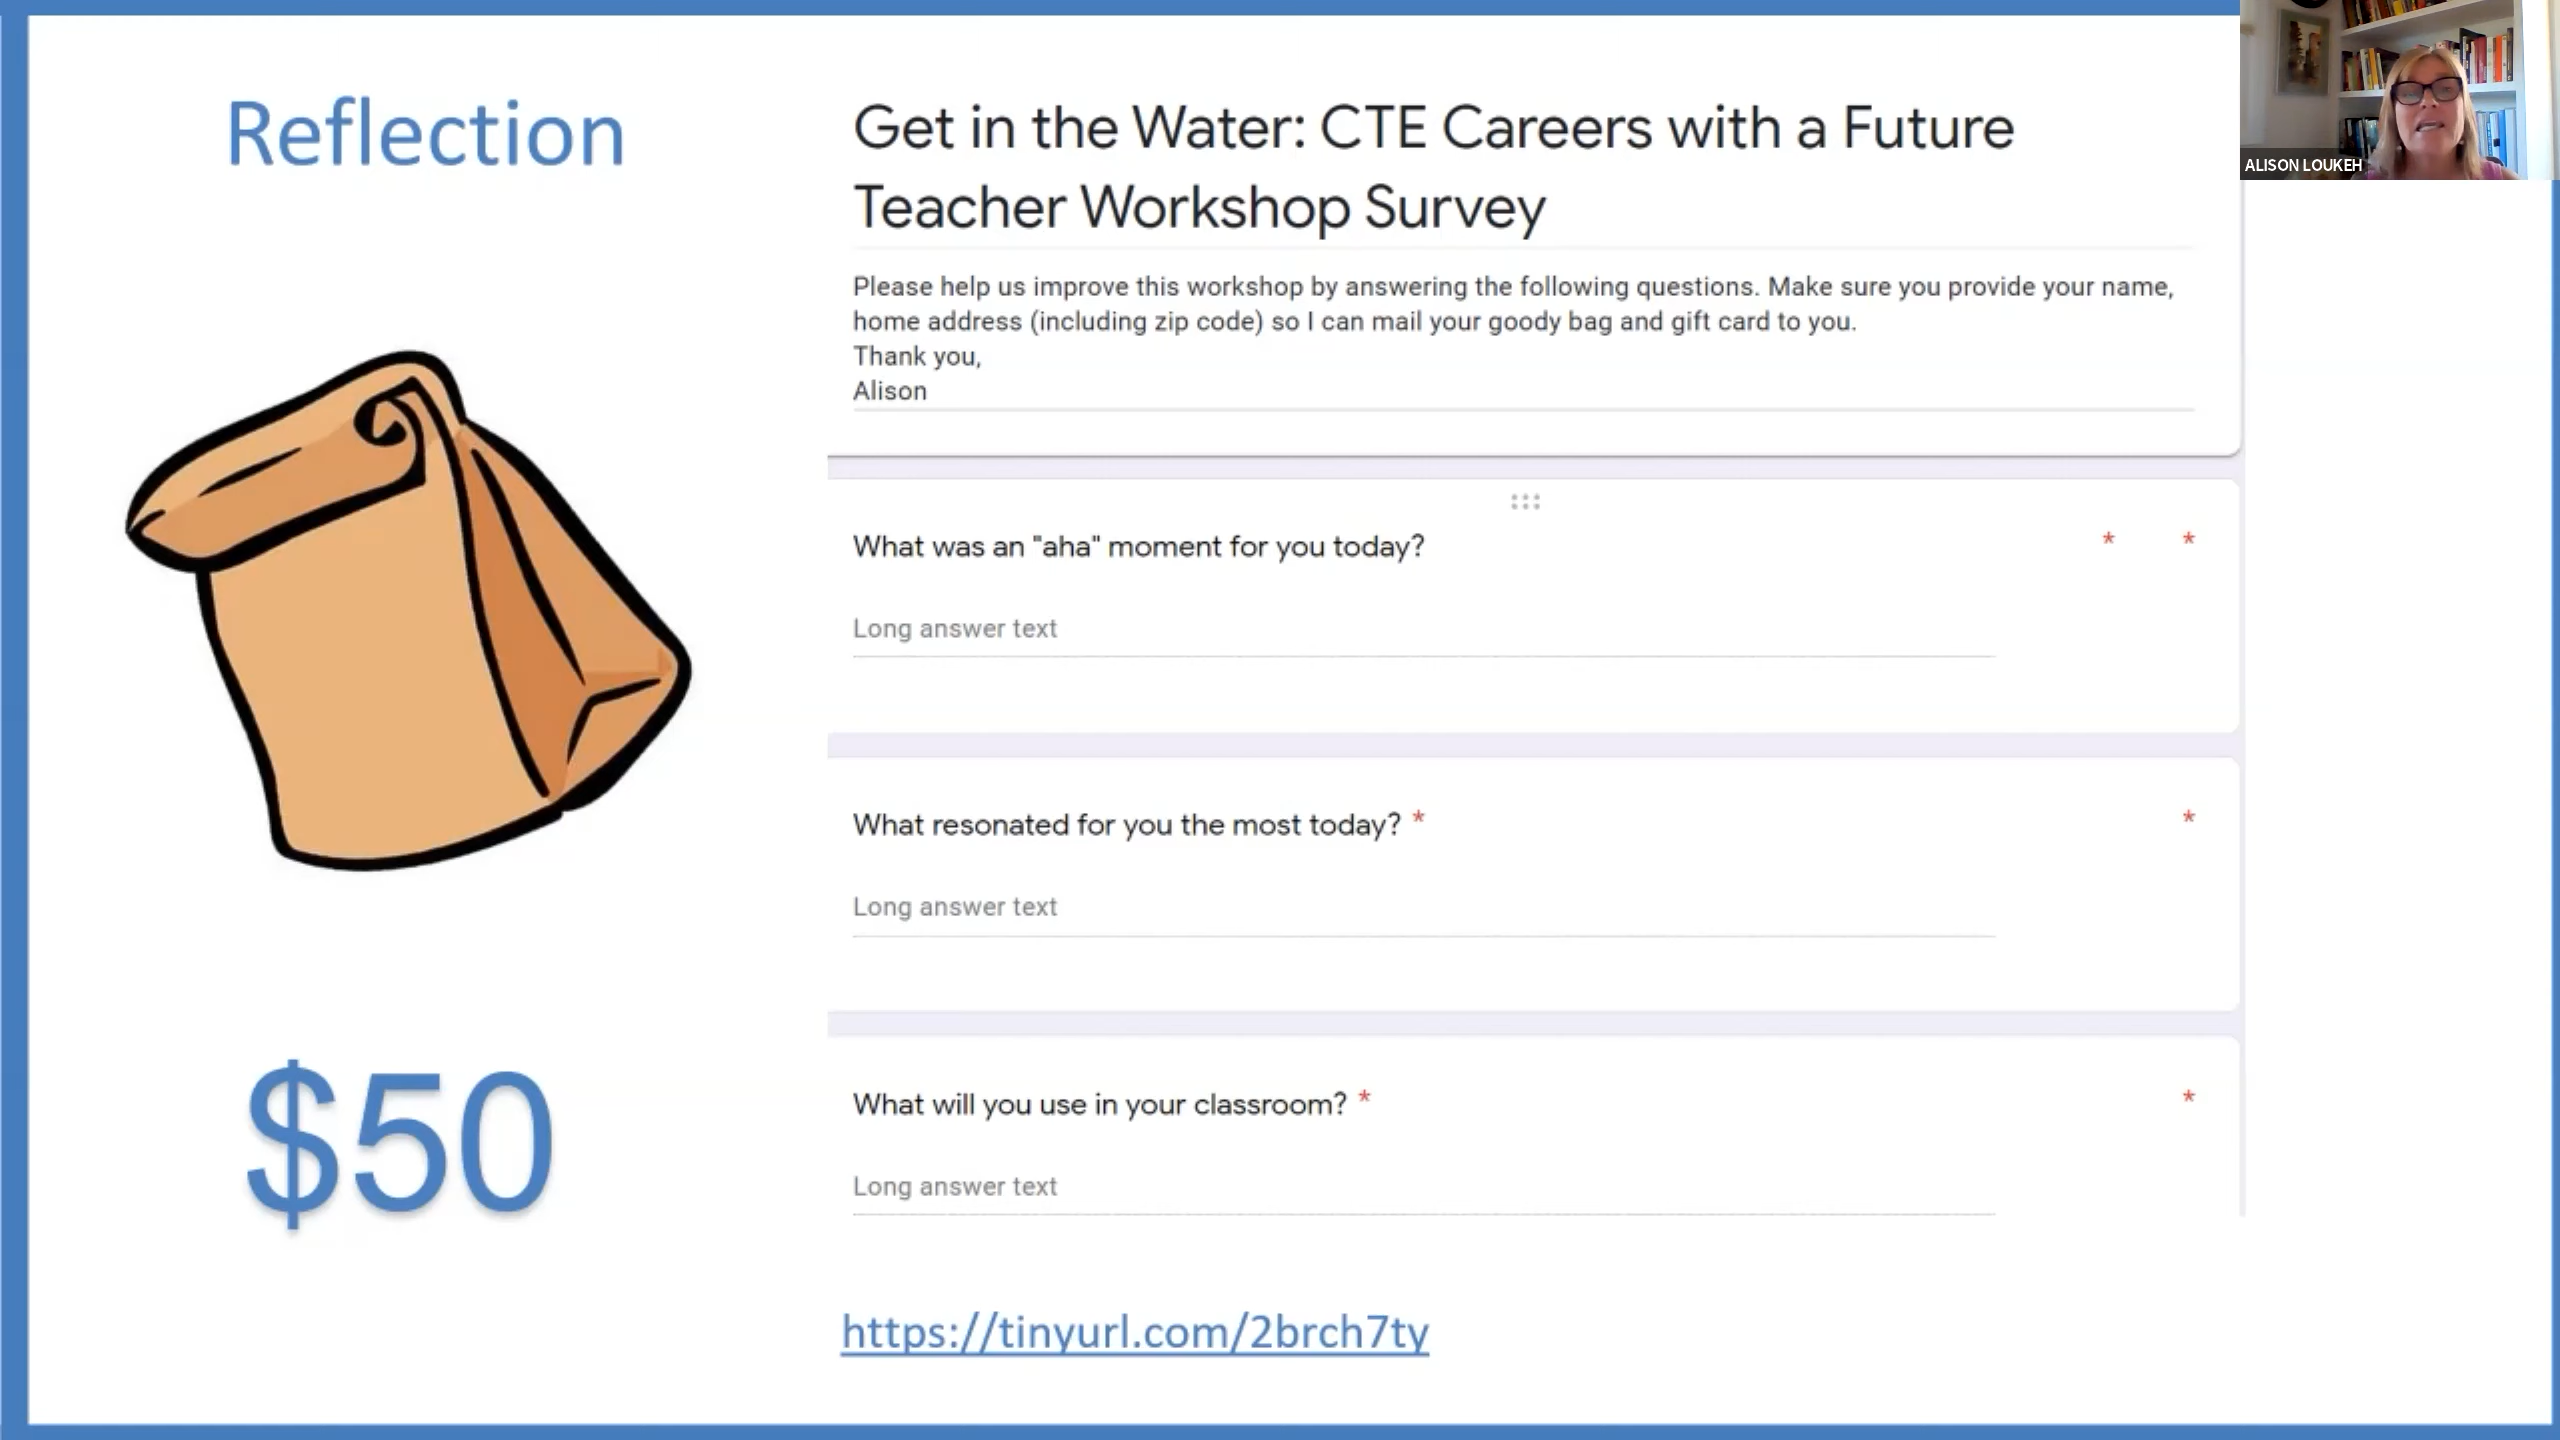 Reflection
Get in the Water: CTE Careers with a Future
Teacher Workshop Survey
Please help us improve this workshop by answering the following questions. Make sure you provide your name,
home address (including zip code) so I can mail your goody bag and gift card to you.
Thank you,
Alison
What was an "aha" moment for you today? * *
Long answer text
What resonated for you the most today? * *
Long answer text
What will you use in your classroom? * *
Long answer text
$50
https://tinyurl.com/2brch7ty
ALISON LOUKEH